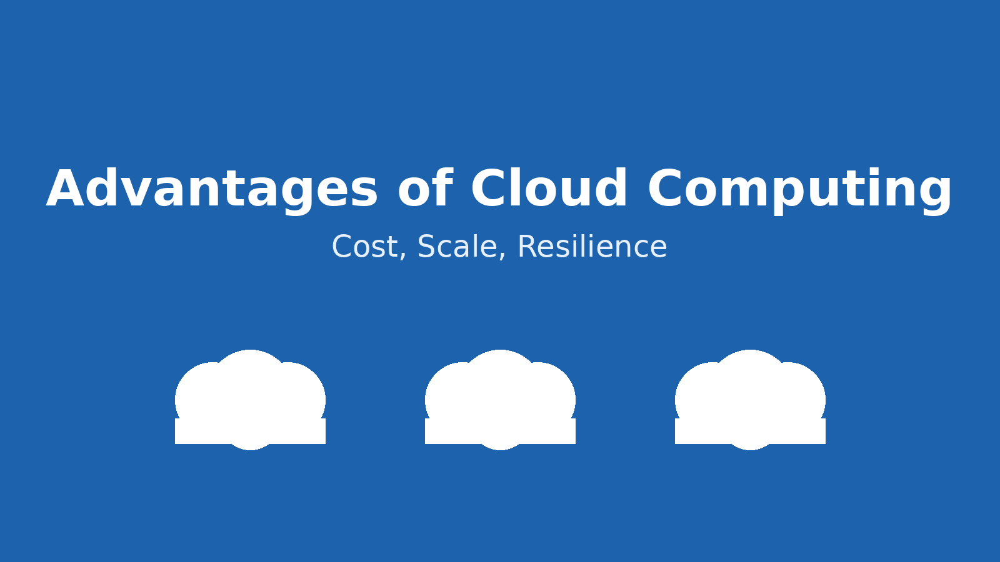 Advantages of Cloud Computing
Cost, Scale, Resilience